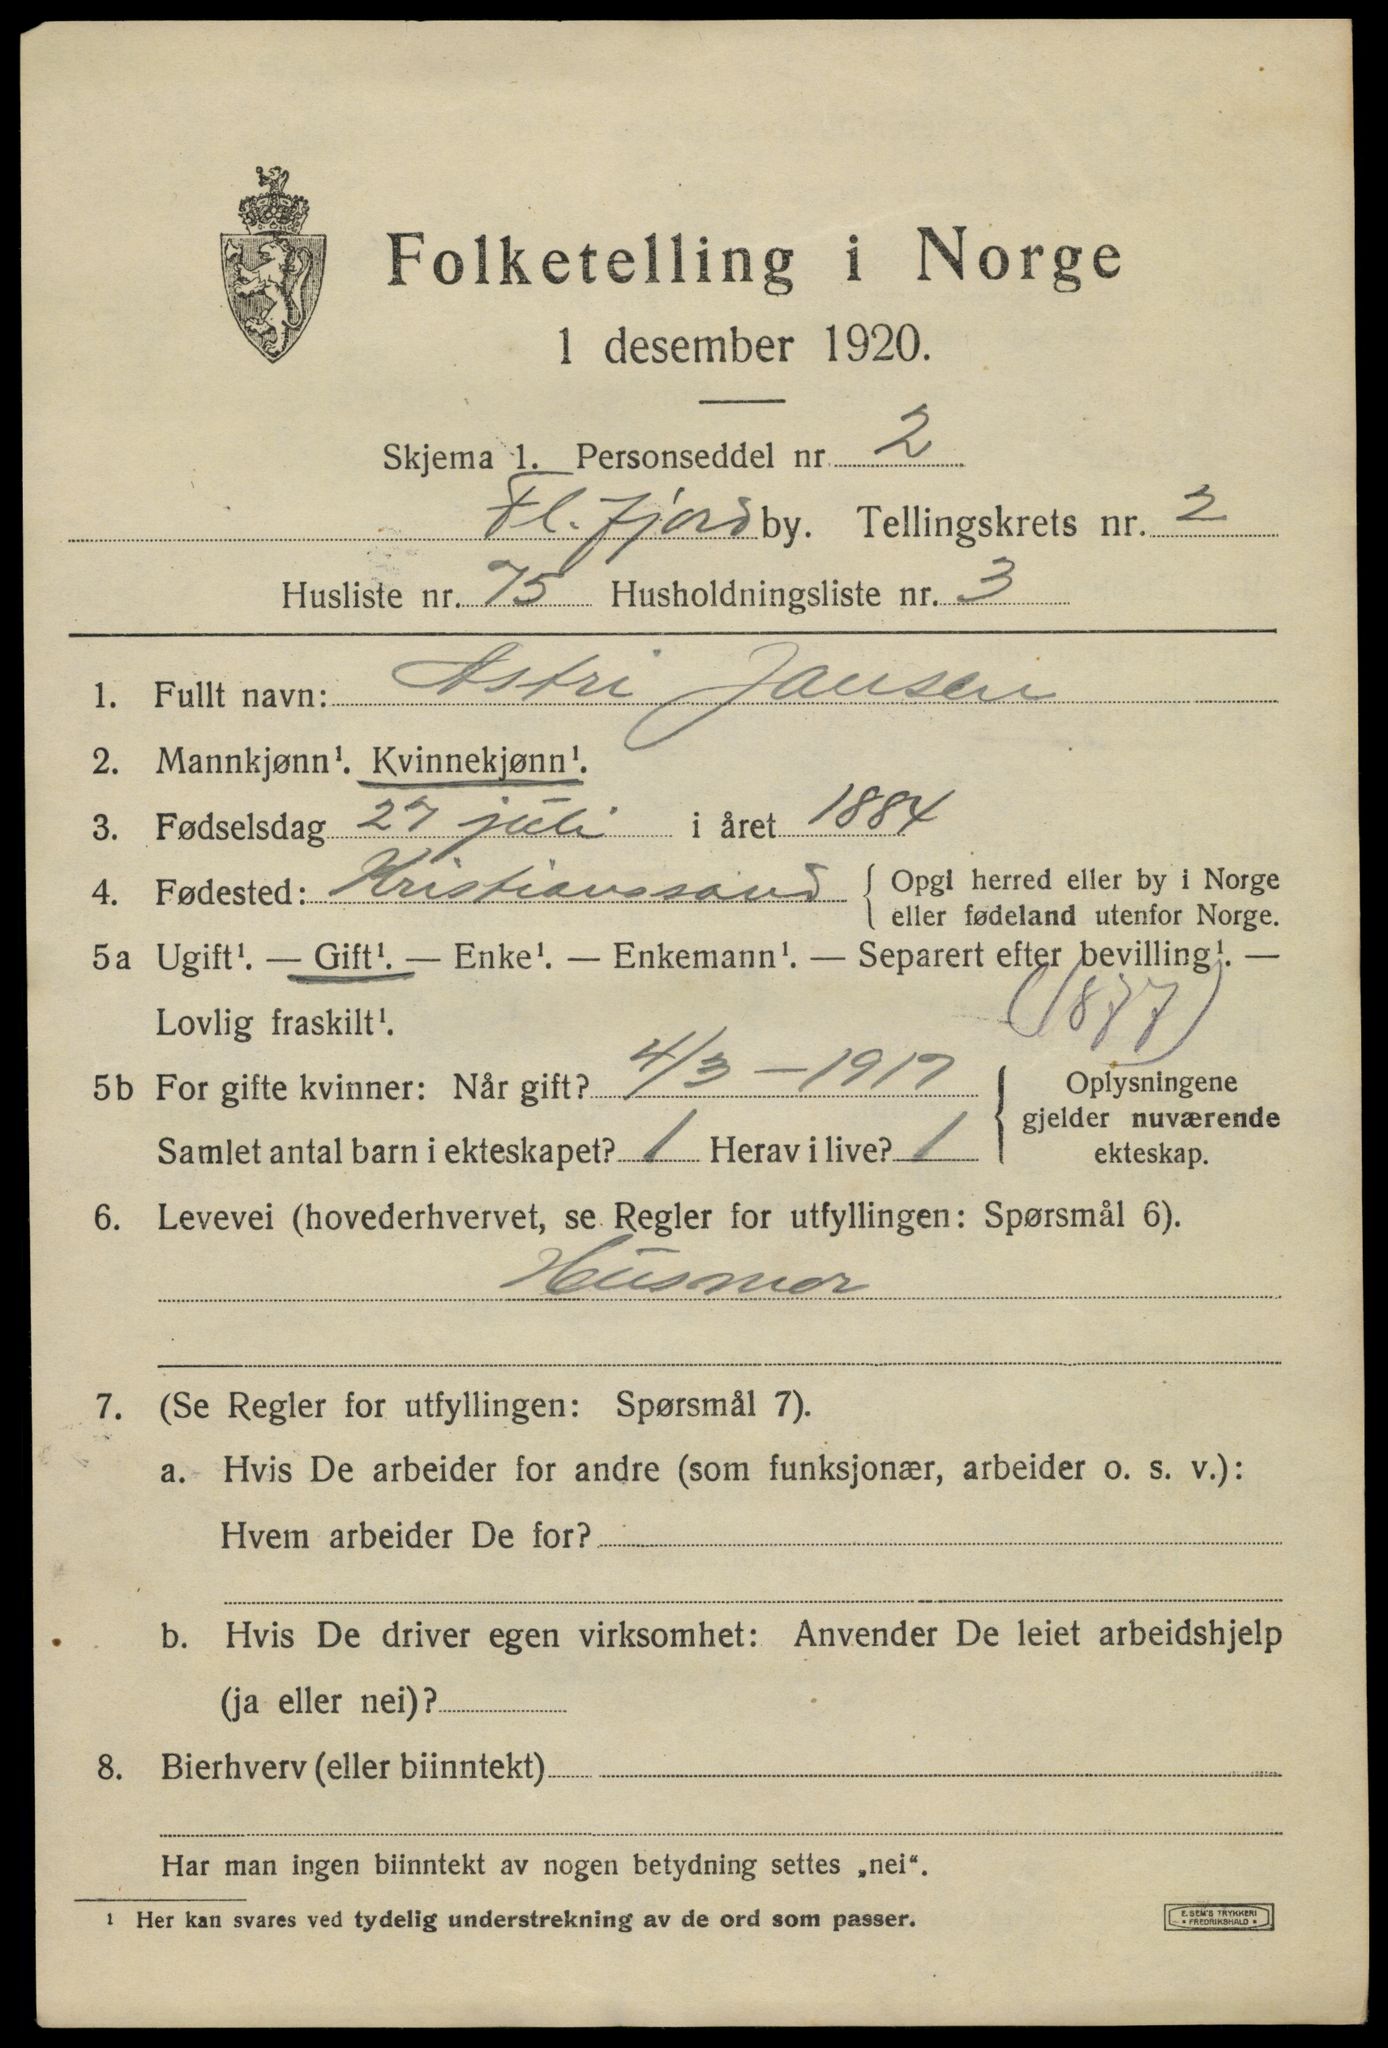 Folketelling i Norge
1 desember 1920.
Skjema 1. Personseddel nr. 2
Fl. fjord by. Tellingskrets nr. 2
Husliste nr. 75 Husholdningsliste nr. 3
1. Fullt navn: Astri Jansen
2. Mannkjønn¹. Kvinnekjønn¹.
3. Fødselsdag 27 juli i året 1884
4. Fødested: Kristianssand { Opgi herred eller by i Norge
eller fødeland utenfor Norge.
5a Ugift¹. — Gift¹. — Enke¹. — Enkemann¹. — Separert efter bevilling¹. —
Lovlig fraskilt¹. (1877)
5b For gifte kvinner: Når gift? 4/3 – 1917 { Oplysningene
gjelder nuværende
Samlet antal barn i ekteskapet? 1 Herav i live? 1 ekteskap.
6. Levevei (hovederhvervet, se Regler for utfyllingen: Spørsmål 6).
Husmor
7. (Se Regler for utfyllingen: Spørsmål 7).
a. Hvis De arbeider for andre (som funksjonær, arbeider o. s. v.):
Hvem arbeider De for?
b. Hvis De driver egen virksomhet: Anvender De leiet arbeidshjelp
(ja eller nei)?
8. Bierhverv (eller biinntekt)
Har man ingen biinntekt av nogen betydning settes „nei“.
¹ Her kan svares ved tydelig understrekning av de ord som passer.
E. SEM'S TRYKKERI
* FREDRIKSHALD *